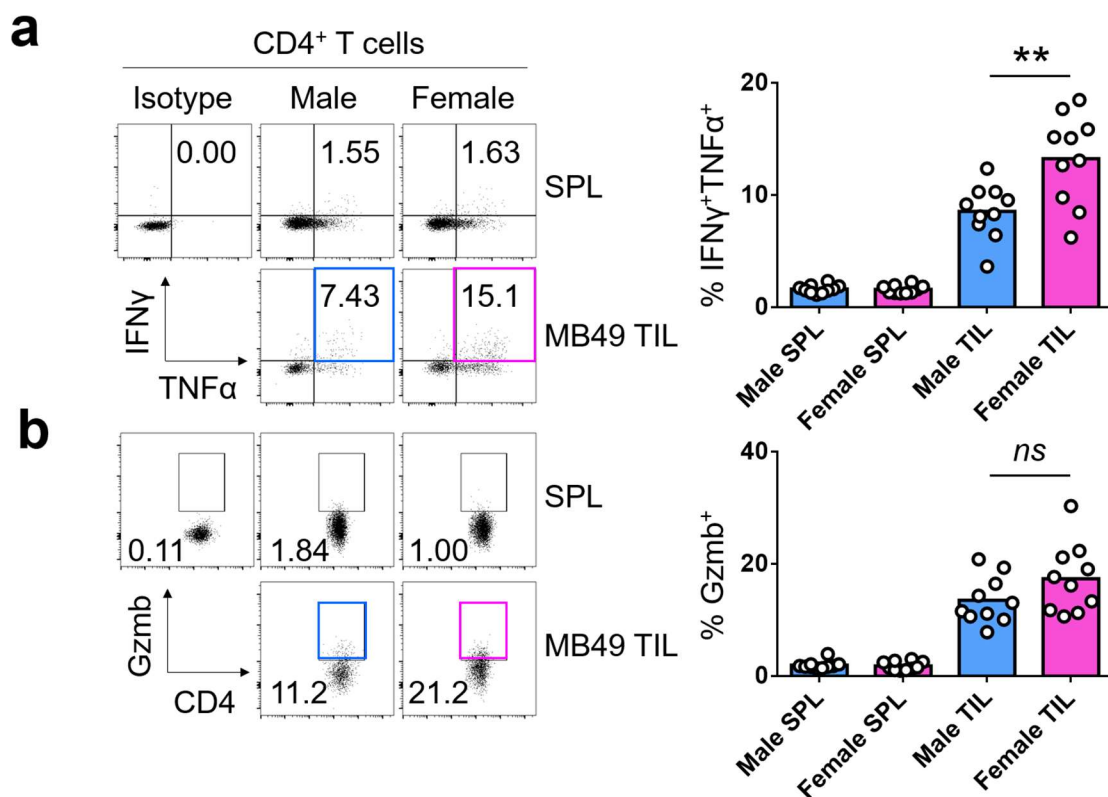 a
CD4⁺ T cells
Isotype Male Female
0.00 1.55 1.63 SPL
7.43 15.1 MB49 TIL
IFNγ
TNFα
% IFNγ⁺TNFα⁺
20
10
0
**
Male SPL
Female SPL
Male TIL
Female TIL
b
0.11 1.84 1.00 SPL
11.2 21.2 MB49 TIL
Gzmb
CD4
% Gzmb⁺
40
20
0
ns
Male SPL
Female SPL
Male TIL
Female TIL